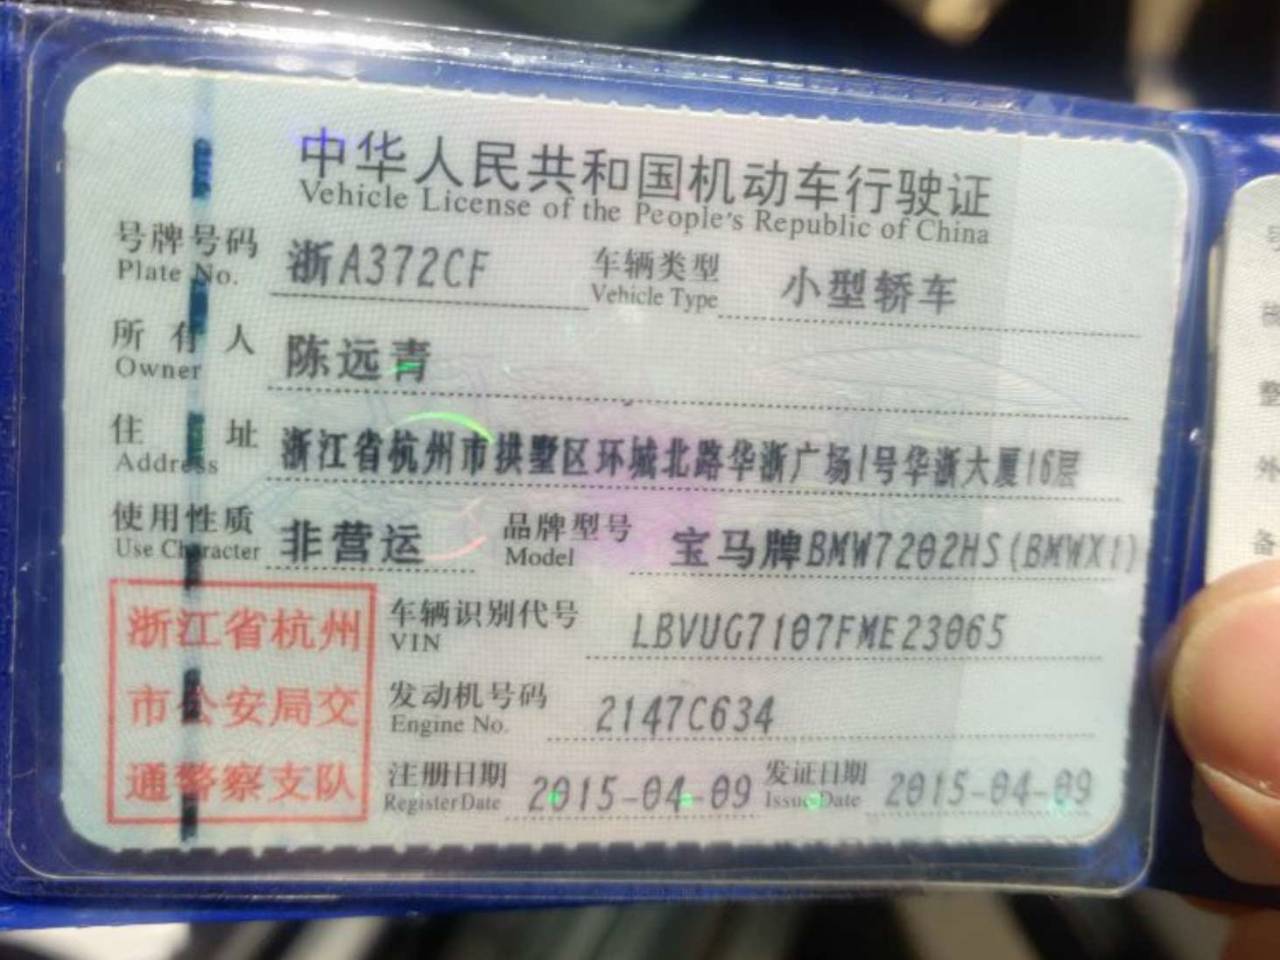 中华人民共和国机动车行驶证
Vehicle License of the People's Republic of China
号牌号码 浙A372CF 车辆类型 小型轿车
Plate No. Vehicle Type
所有人 陈远青
Owner
住址 浙江省杭州市拱墅区环城北路华浙广场1号华浙大厦16层
Address
使用性质 非营运 品牌型号 宝马牌BMW7202HS(BMWX1)
Use Character Model
浙江省杭州
市公安局交
通警察支队
车辆识别代号 LBVUG7107FME23065
VIN
发动机号码 2147C634
Engine No.
注册日期 2015-04-09 发证日期 2015-04-09
Register Date Issue Date